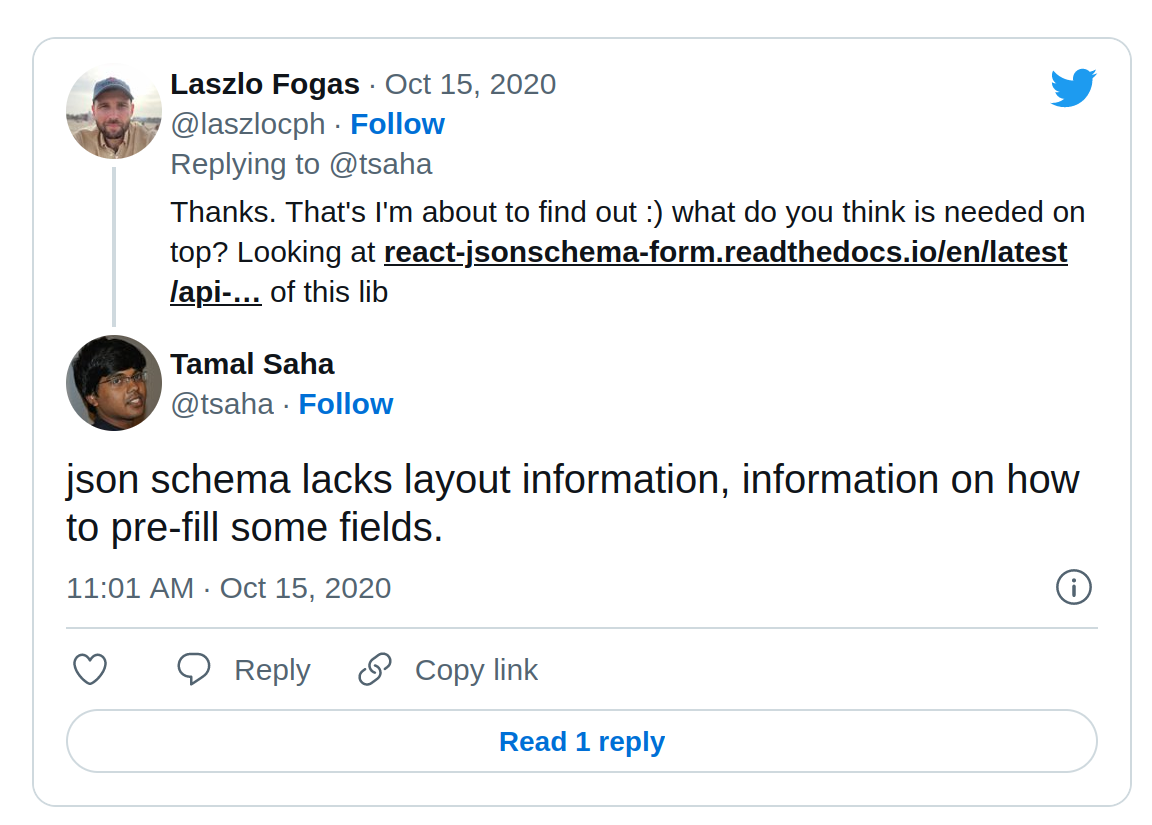 Laszlo Fogas · Oct 15, 2020
@laszlocph · Follow
Replying to @tsaha
Thanks. That's I'm about to find out :) what do you think is needed on
top? Looking at react-jsonschema-form.readthedocs.io/en/latest
/api-… of this lib
Tamal Saha
@tsaha · Follow
json schema lacks layout information, information on how
to pre-fill some fields.
11:01 AM · Oct 15, 2020
Reply Copy link
Read 1 reply